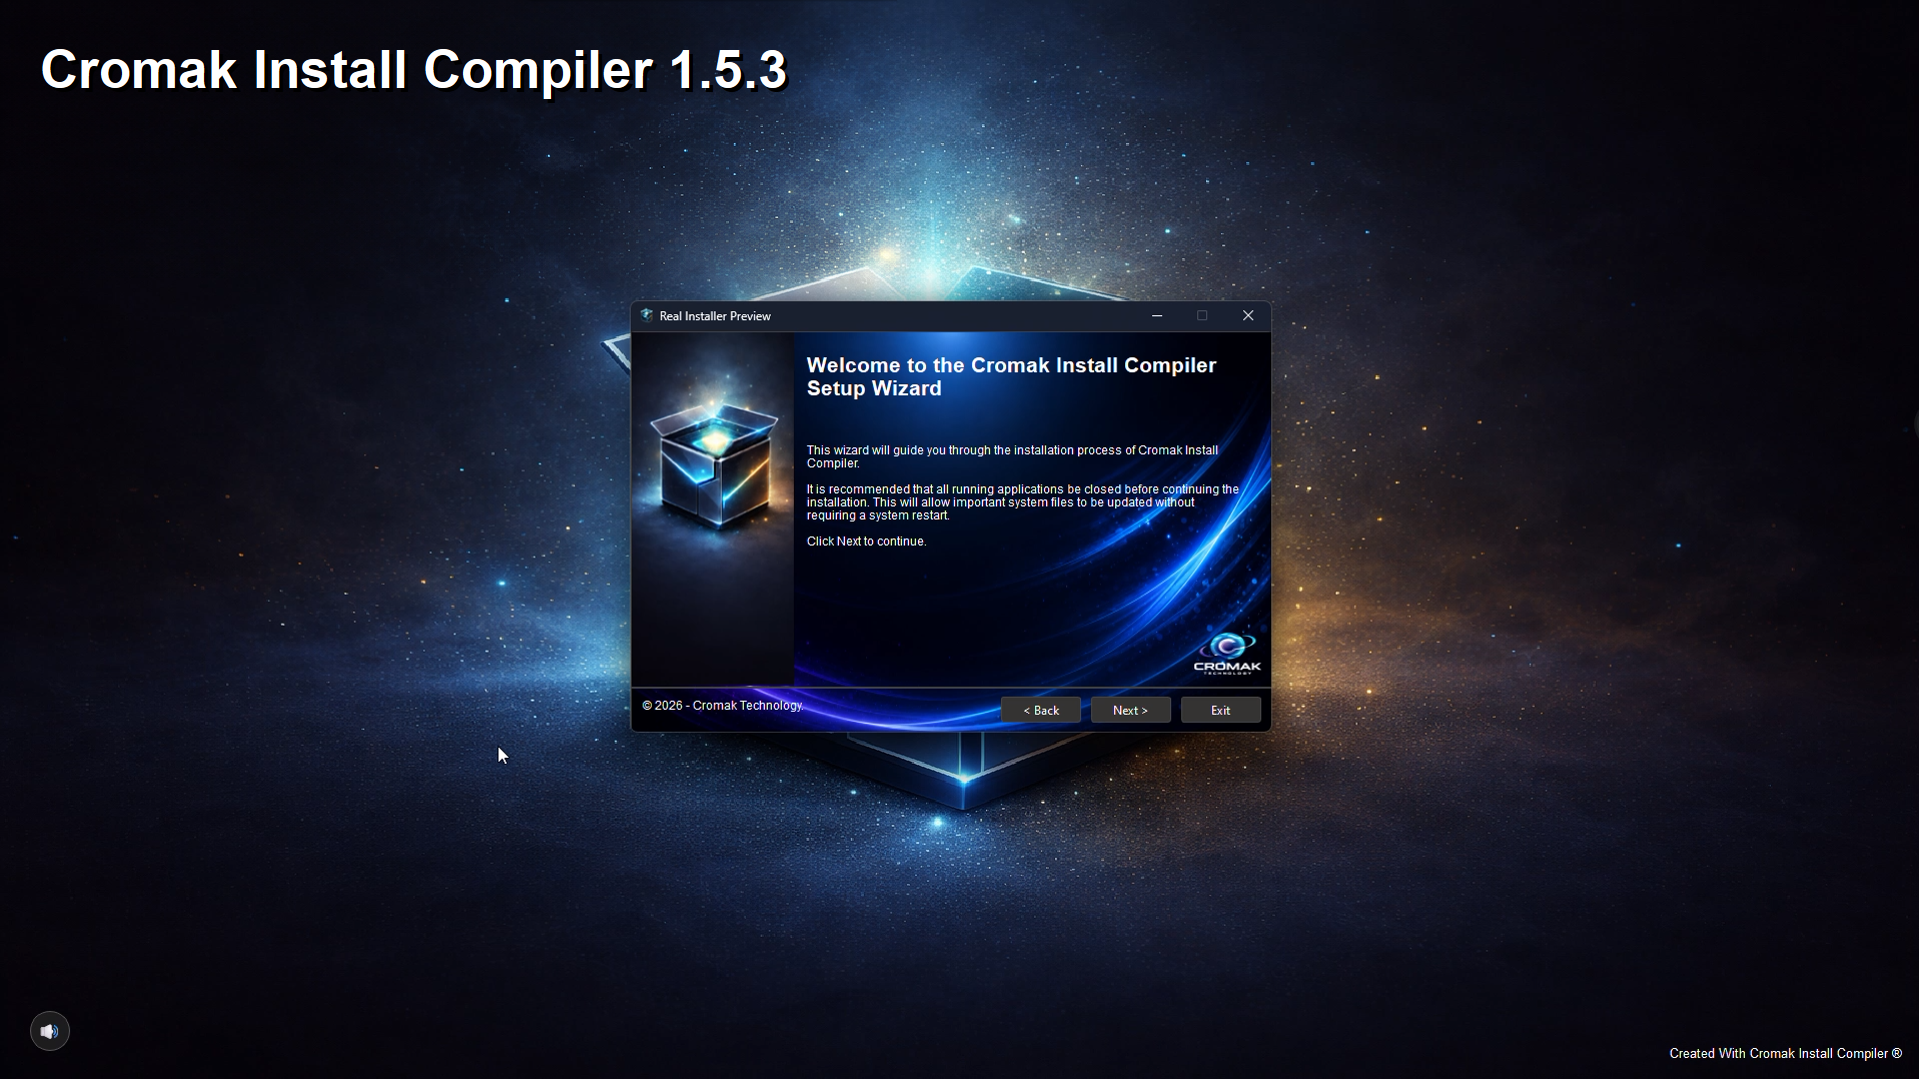 Cromak Install Compiler 1.5.3
Real Installer Preview
Welcome to the Cromak Install Compiler
Setup Wizard
This wizard will guide you through the installation process of Cromak Install
Compiler.
It is recommended that all running applications be closed before continuing the
installation. This will allow important system files to be updated without
requiring a system restart.
Click Next to continue.
CROMAK
TECHNOLOGY
© 2026 - Cromak Technology.
< Back
Next >
Exit
Created With Cromak Install Compiler ®